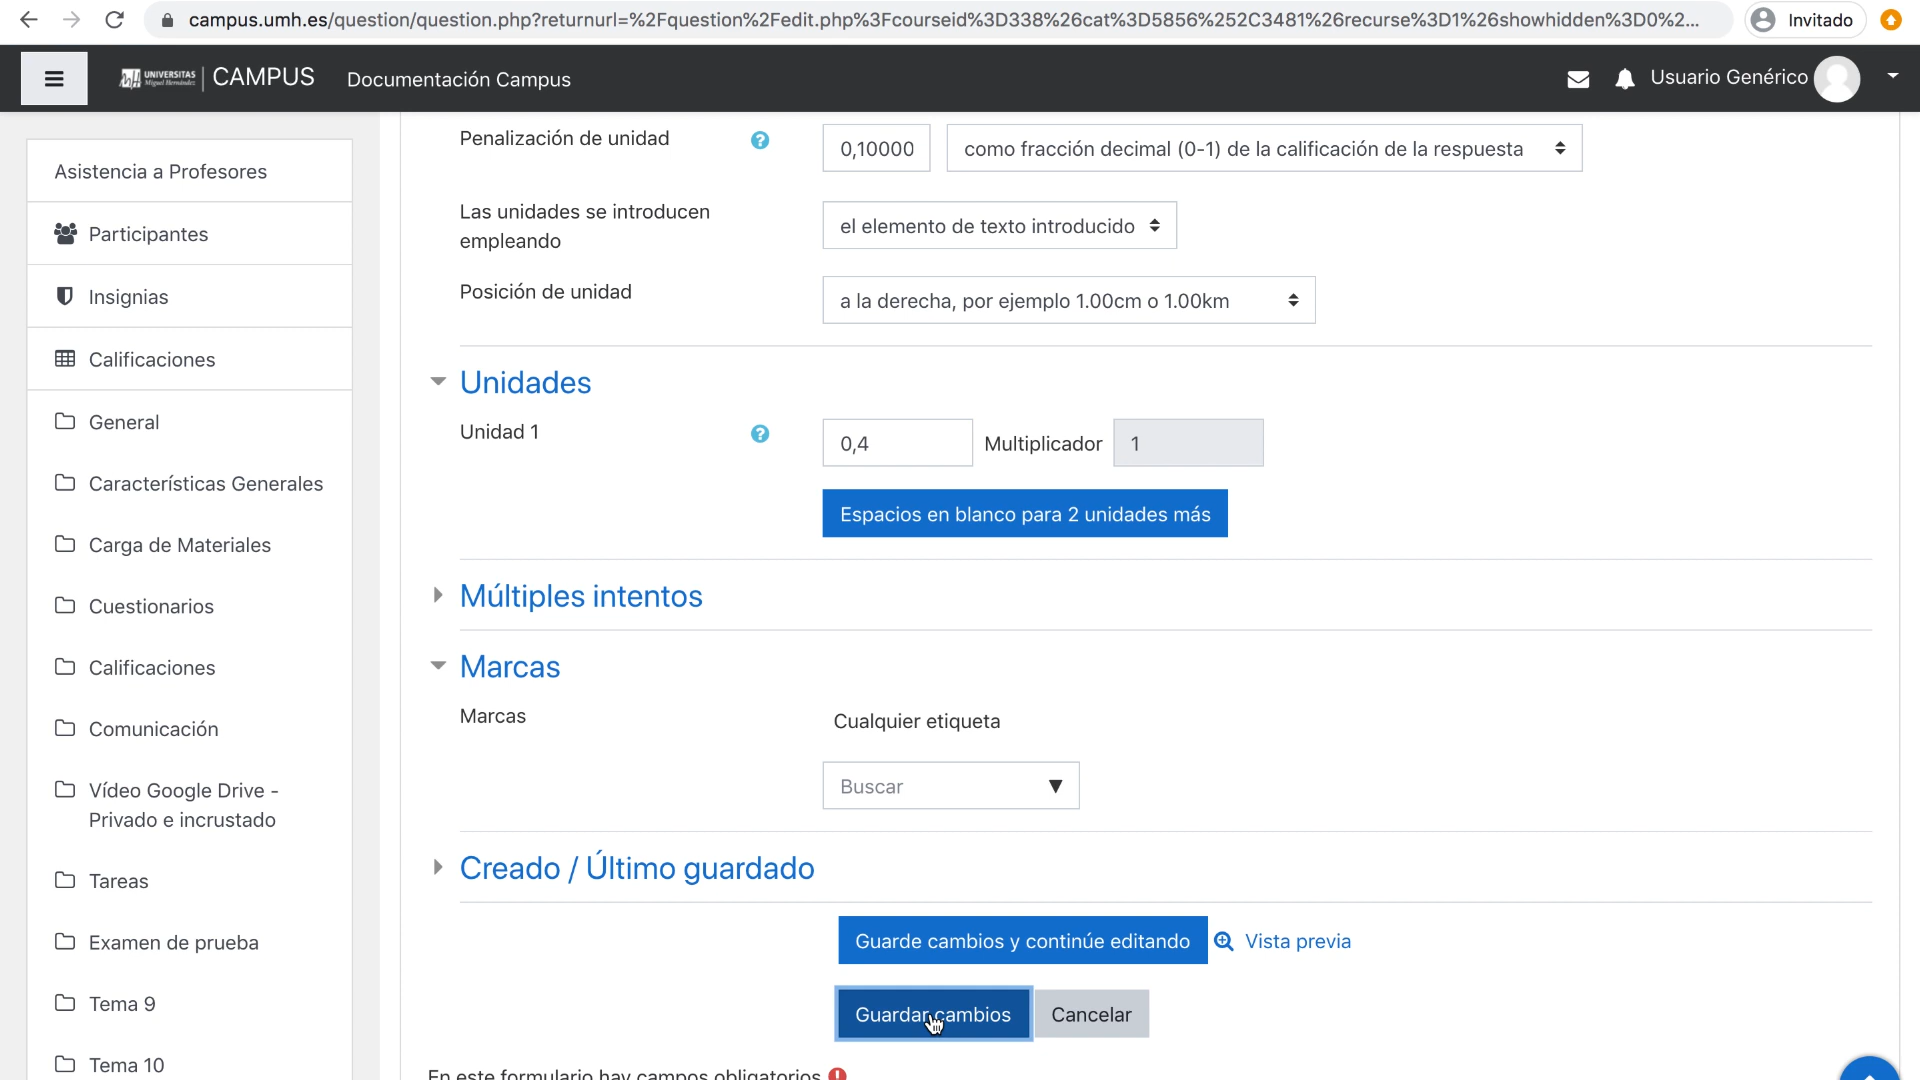 campus.umh.es/question/question.php?returnurl=%2Fquestion%2Fedit.php%3Fcourseid%3D338%26cat%3D5856%252C3481%26recurse%3D1%26showhidden%3D0%2...
Invitado
UNIVERSITAS
Miguel Hernández
CAMPUS
Documentación Campus
Usuario Genérico
Asistencia a Profesores
Participantes
Insignias
Calificaciones
General
Características Generales
Carga de Materiales
Cuestionarios
Calificaciones
Comunicación
Vídeo Google Drive -
Privado e incrustado
Tareas
Examen de prueba
Tema 9
Tema 10
Penalización de unidad
0,10000
como fracción decimal (0-1) de la calificación de la respuesta
Las unidades se introducen
empleando
el elemento de texto introducido
Posición de unidad
a la derecha, por ejemplo 1.00cm o 1.00km
Unidades
Unidad 1
0,4
Multiplicador
1
Espacios en blanco para 2 unidades más
Múltiples intentos
Marcas
Marcas
Cualquier etiqueta
Buscar
Creado / Último guardado
Guarde cambios y continúe editando
Vista previa
Guardar cambios
Cancelar
En este formulario hay campos obligatorios